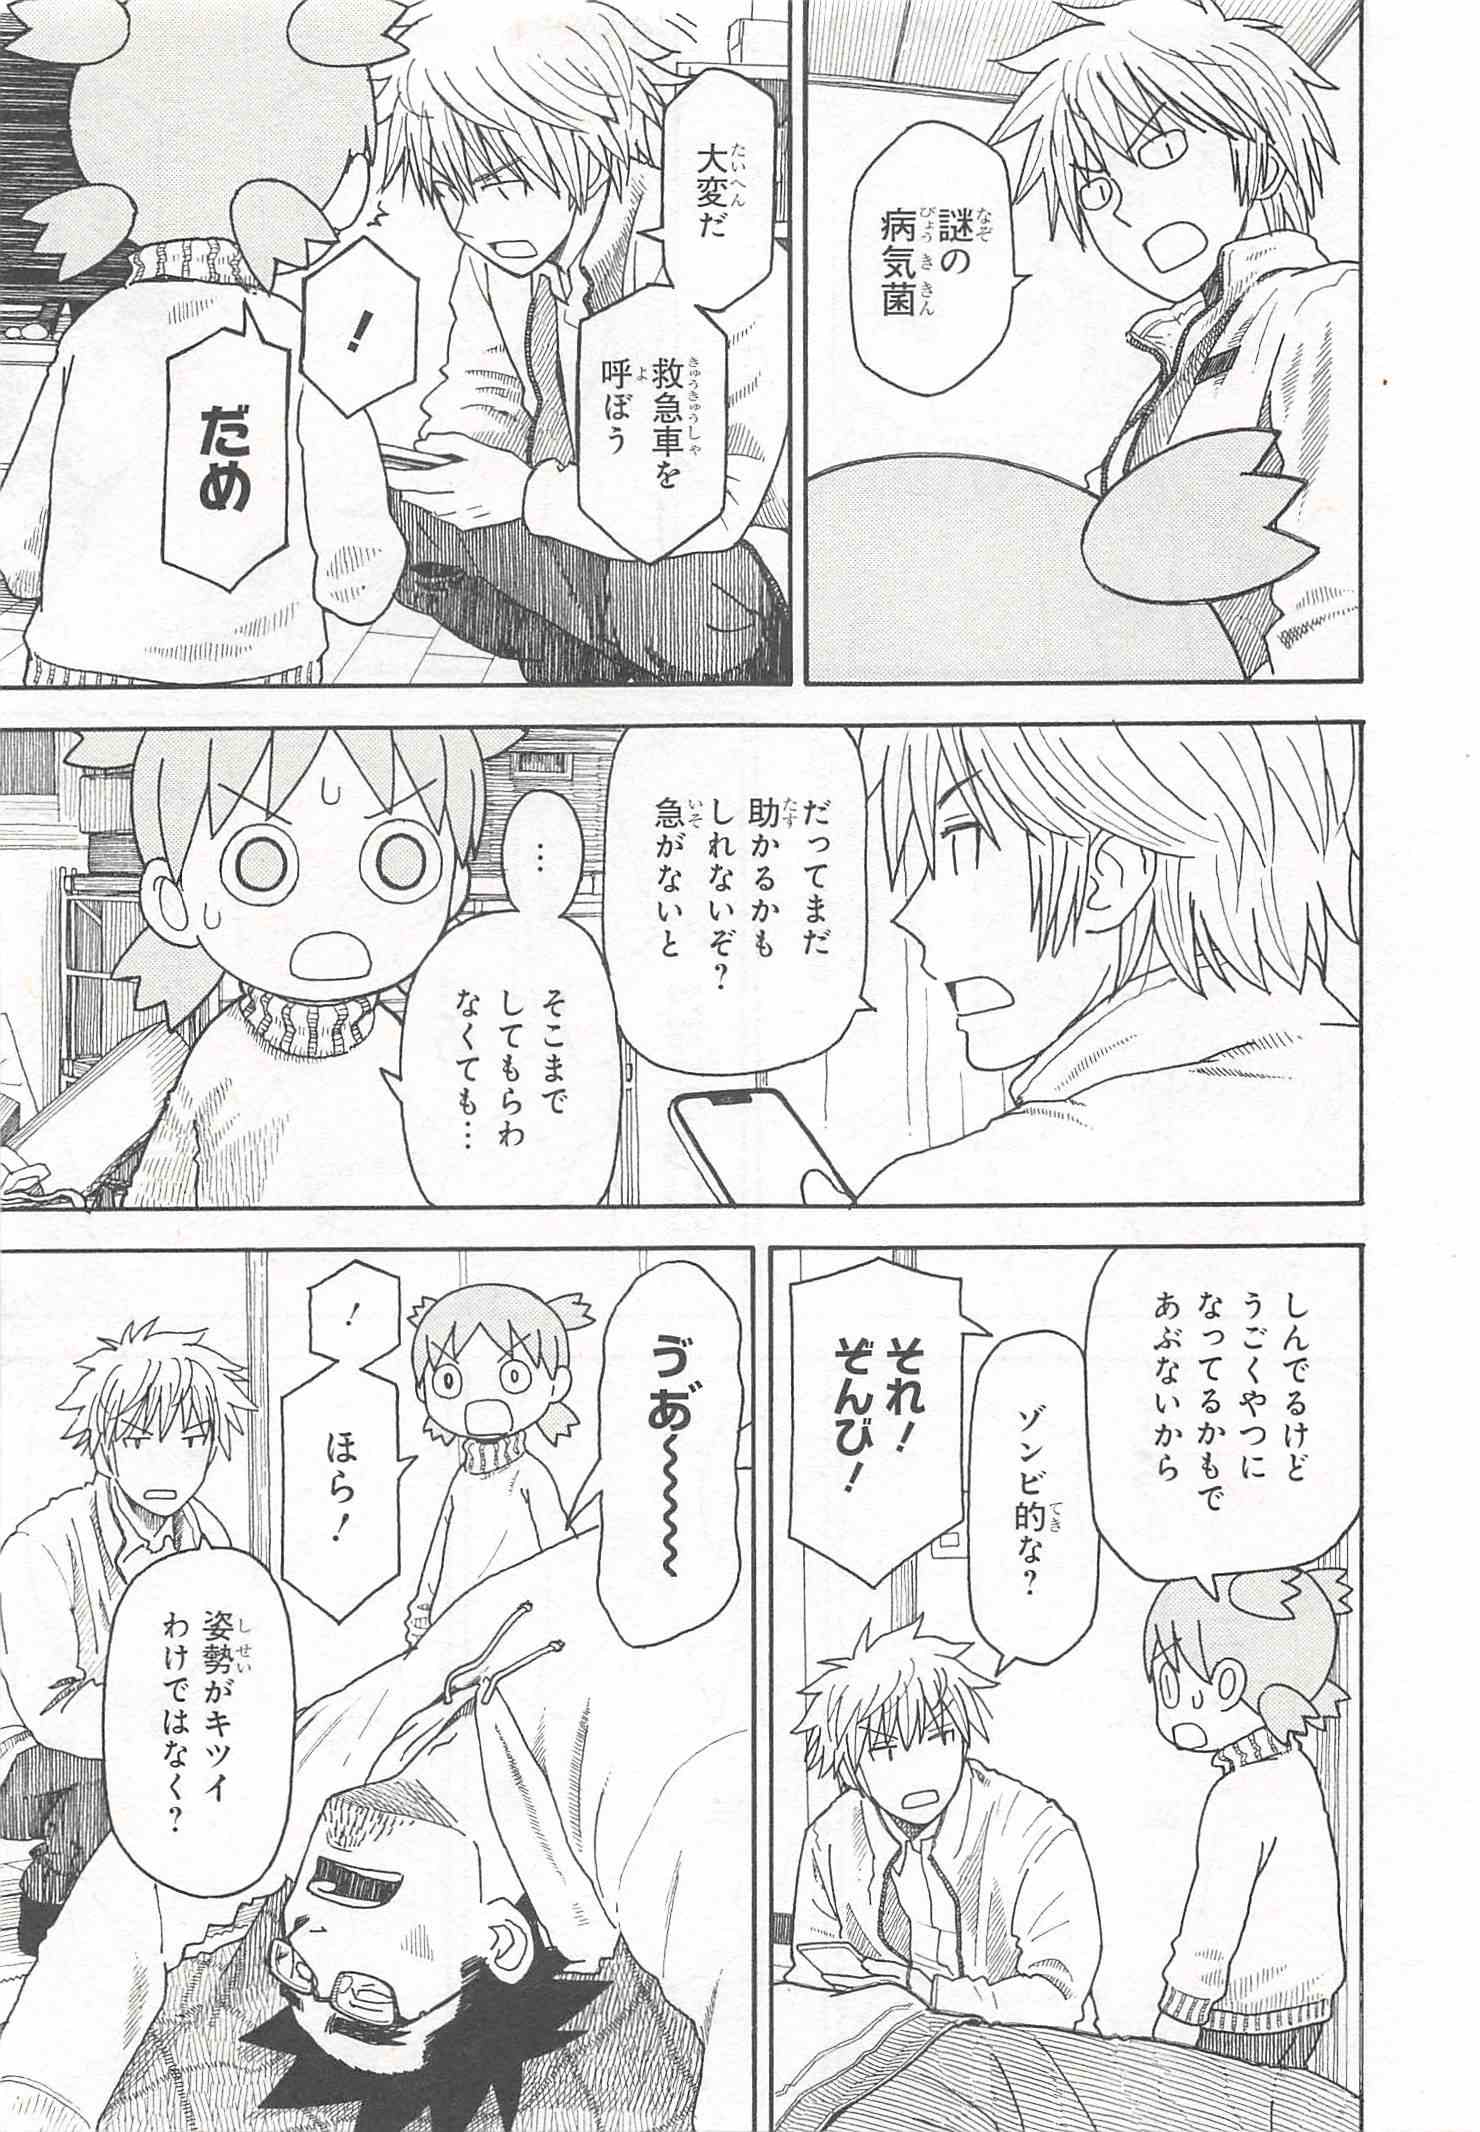 謎の
病気菌
大変だ
救急車を
呼ぼう
！
だめ
だってまだ
助かるかも
しれないぞ？
急がないと
…
そこまで
してもらわ
なくても…
しんでるけど
うごくやつに
なってるかもで
あぶないから
ゾンビ的な？
それ！
ぞんび！
ゔあ゙〜〜〜〜
！
ほら！
姿勢がキツイ
わけではなく？